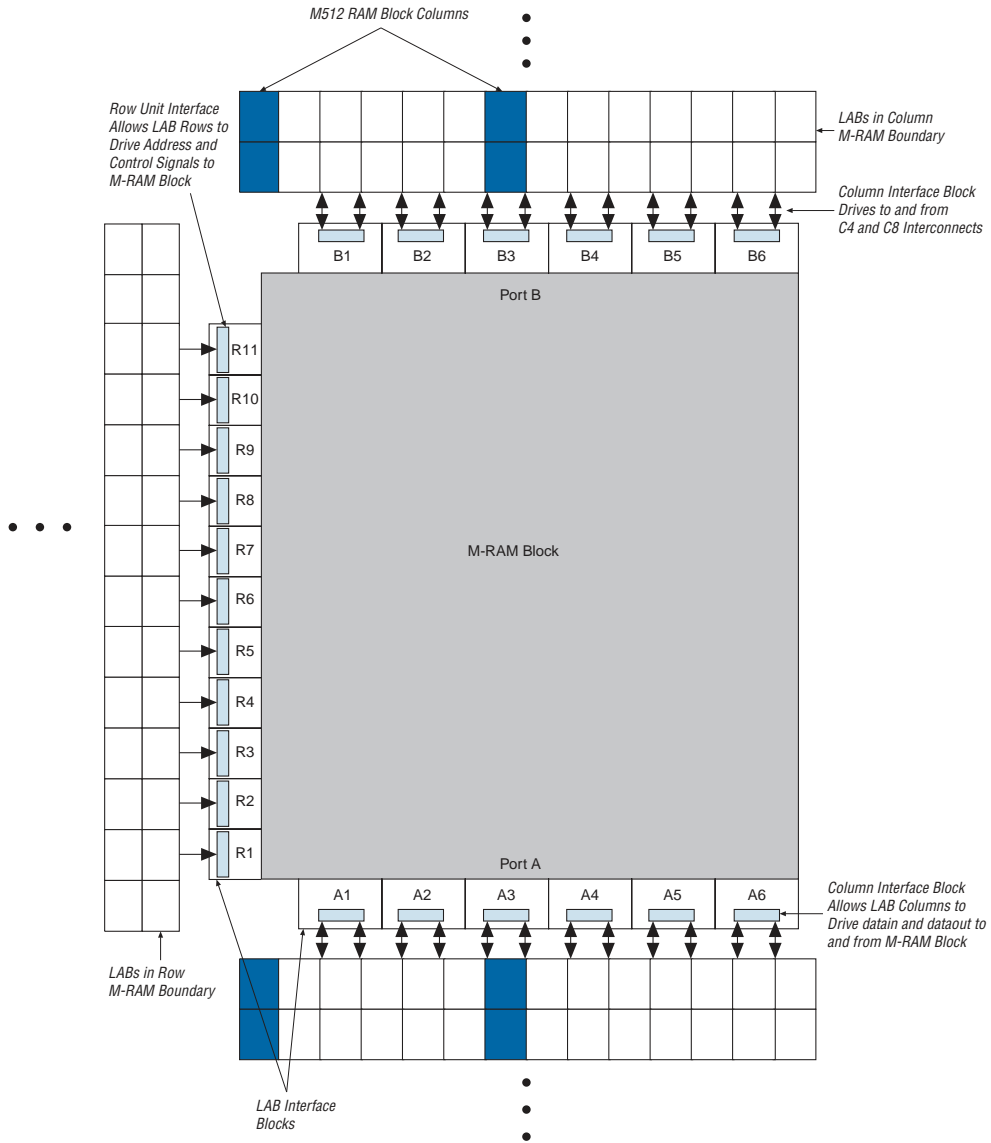 M512 RAM Block Columns
Row Unit Interface
Allows LAB Rows to
Drive Address and
Control Signals to
M-RAM Block
LABs in Column
M-RAM Boundary
Column Interface Block
Drives to and from
C4 and C8 Interconnects
B1
B2
B3
B4
B5
B6
Port B
R11
R10
R9
R8
R7
M-RAM Block
R6
R5
R4
R3
R2
R1
Port A
A1
A2
A3
A4
A5
A6
Column Interface Block
Allows LAB Columns to
Drive datain and dataout to
and from M-RAM Block
LABs in Row
M-RAM Boundary
LAB Interface
Blocks